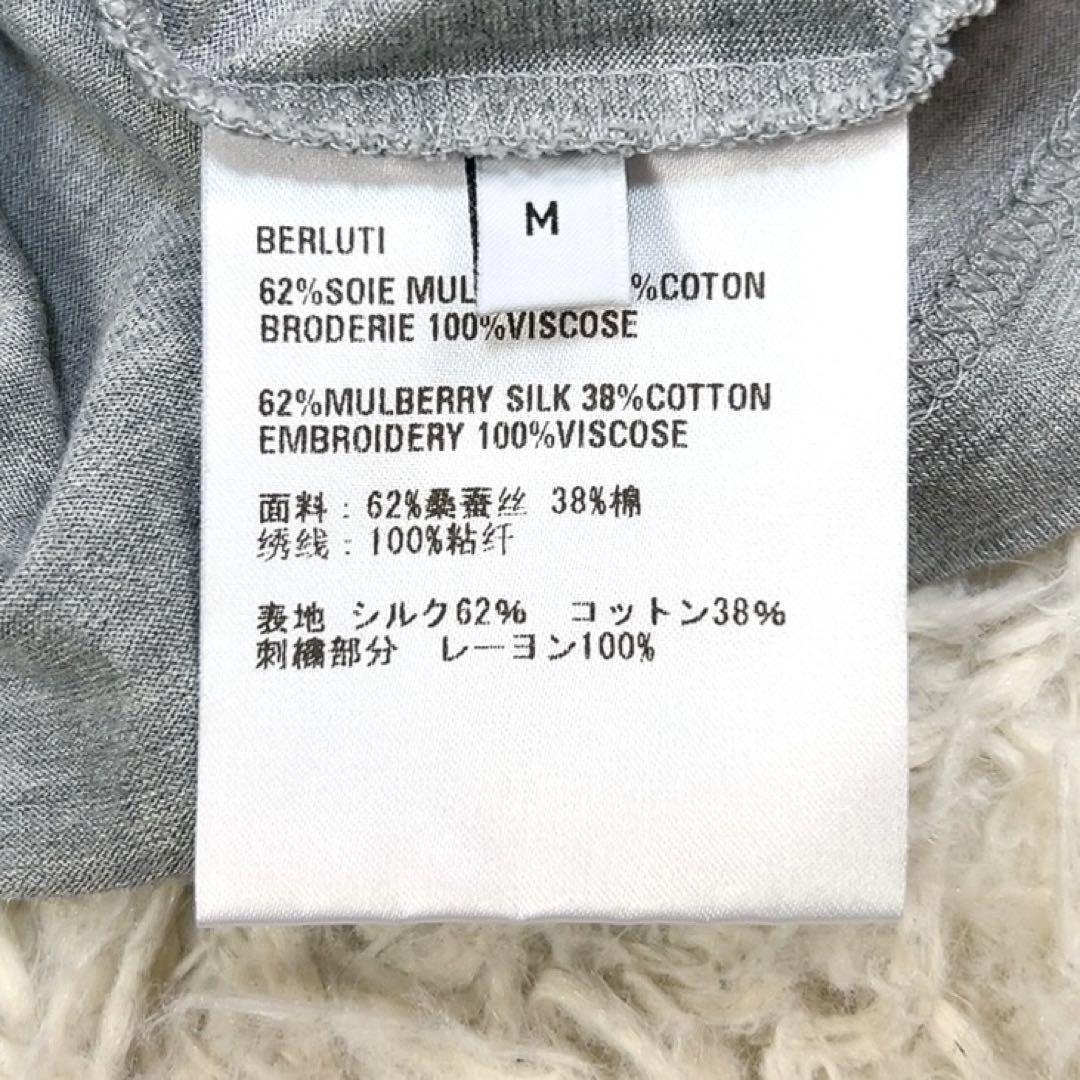 M
BERLUTI
62%SOIE %COTON
BRODERIE 100%VISCOSE
62%MULBERRY SILK 38%COTTON
EMBROIDERY 100%VISCOSE
面料：62%桑蚕丝 38%棉
绣线：100%粘纤
表地 シルク62% コットン38%
刺繍部分 レーヨン100%